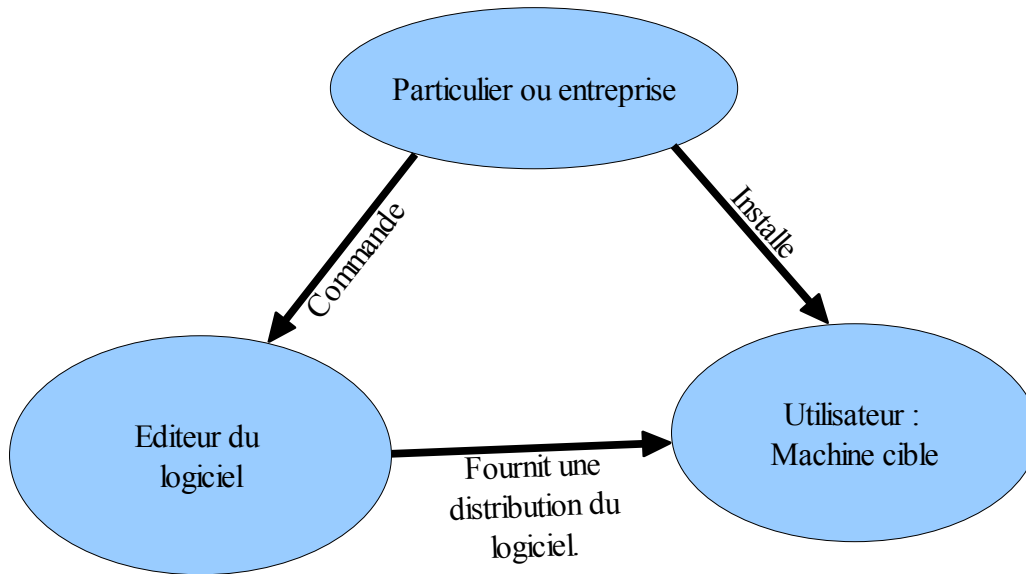 Particulier ou entreprise
Commande
Installe
Editeur du
logiciel
Utilisateur :
Machine cible
Fournit une
distribution du
logiciel.